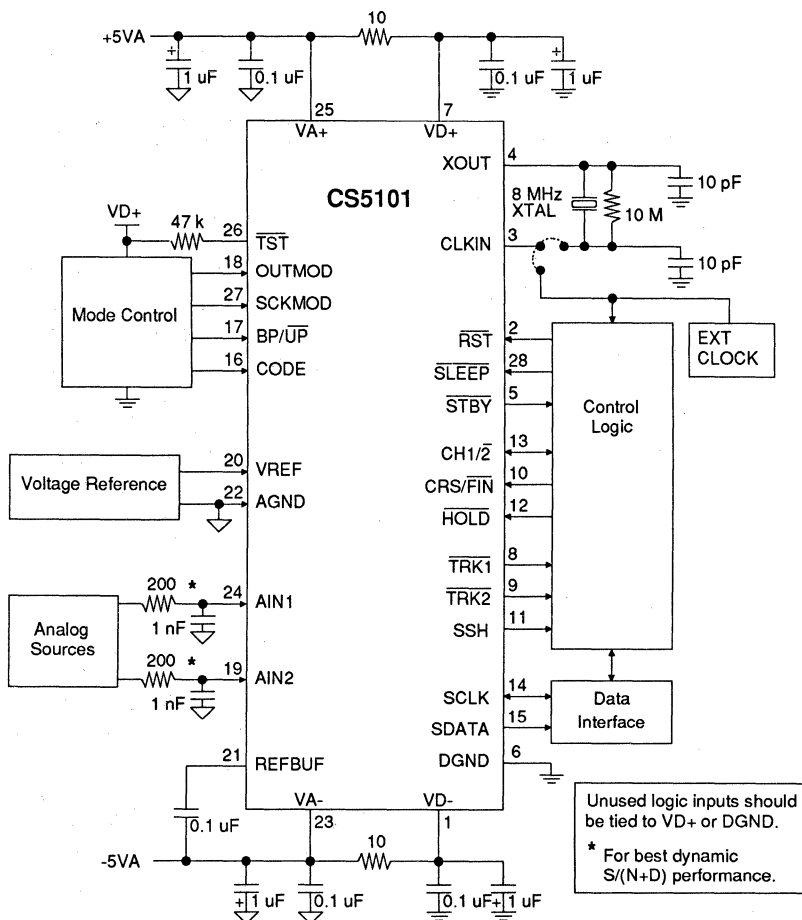 10
+5VA
+ 1 uF
0.1 uF
0.1 uF
+ 1 uF
25
7
VA+
VD+
CS5101
XOUT
4
8 MHz
XTAL
10 M
10 pF
CLKIN
3
10 pF
VD+
47 k
26
TST
18
OUTMOD
27
SCKMOD
17
BP/UP
16
CODE
Mode Control
EXT
CLOCK
RST
2
SLEEP
28
STBY
5
CH1/2
13
CRS/FIN
10
HOLD
12
TRK1
8
TRK2
9
SSH
11
Control
Logic
Voltage Reference
20
VREF
22
AGND
Analog
Sources
200 *
24
AIN1
1 nF
200 *
19
AIN2
1 nF
SCLK
14
SDATA
15
Data
Interface
21
REFBUF
DGND
6
0.1 uF
VA-
VD-
23
1
-5VA
10
+ 1 uF
0.1 uF
0.1 uF
+ 1 uF
Unused logic inputs should
be tied to VD+ or DGND.
* For best dynamic
S/(N+D) performance.